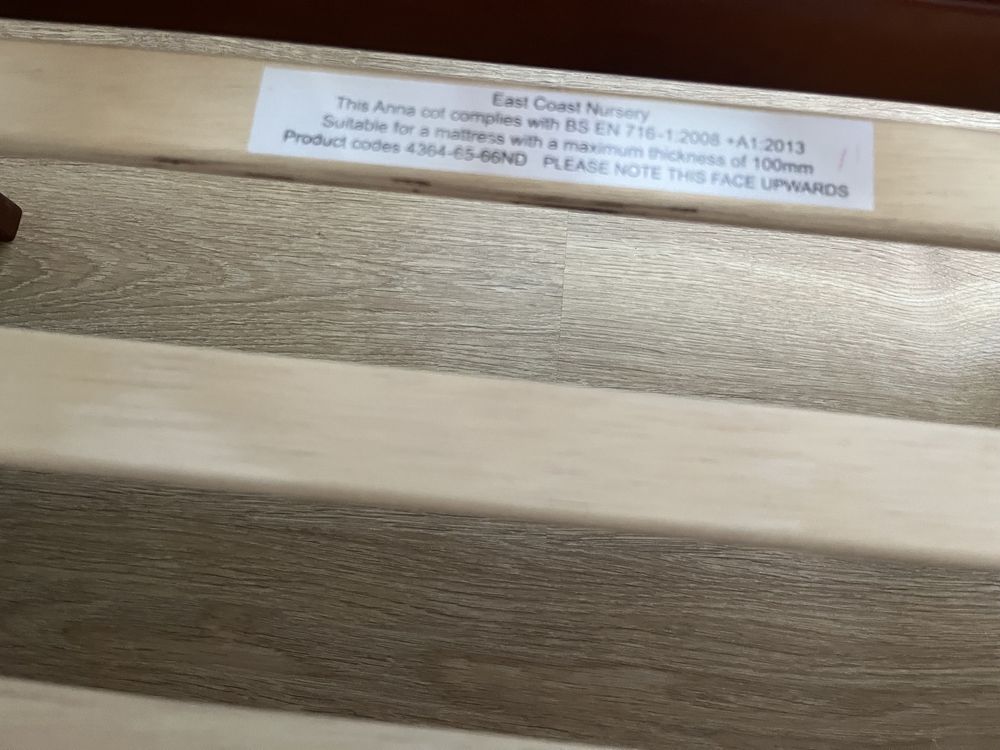 East Coast Nursery
This Anna cot complies with BS EN 716-1:2008 +A1:2013
Suitable for a mattress with a maximum thickness of 100mm
Product codes 4364-65-66ND PLEASE NOTE THIS FACE UPWARDS